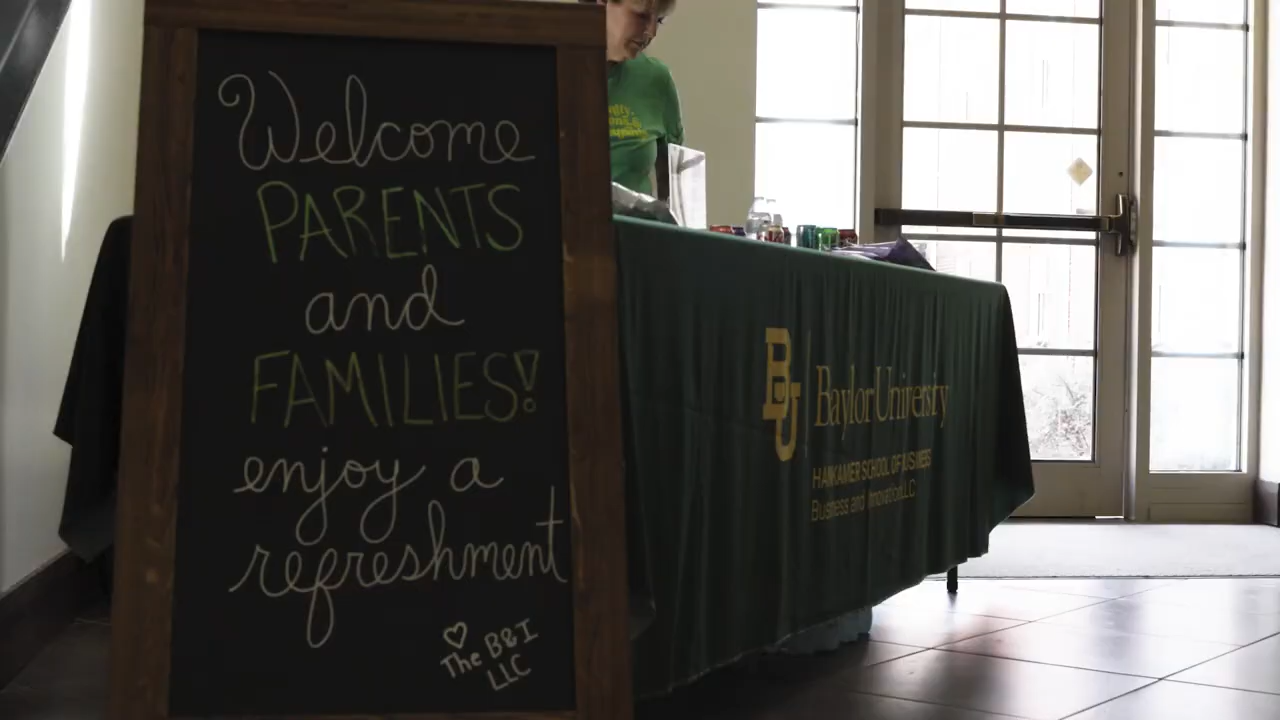 Welcome
PARENTS
and
FAMILIES!
enjoy a
refreshment
The B&I
LLC
BU
Baylor University
HANKAMER SCHOOL OF BUSINESS
Business and Innovation LLC